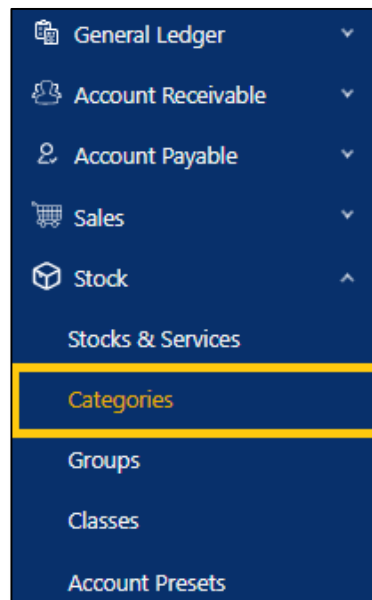 General Ledger
Account Receivable
Account Payable
Sales
Stock
Stocks & Services
Categories
Groups
Classes
Account Presets